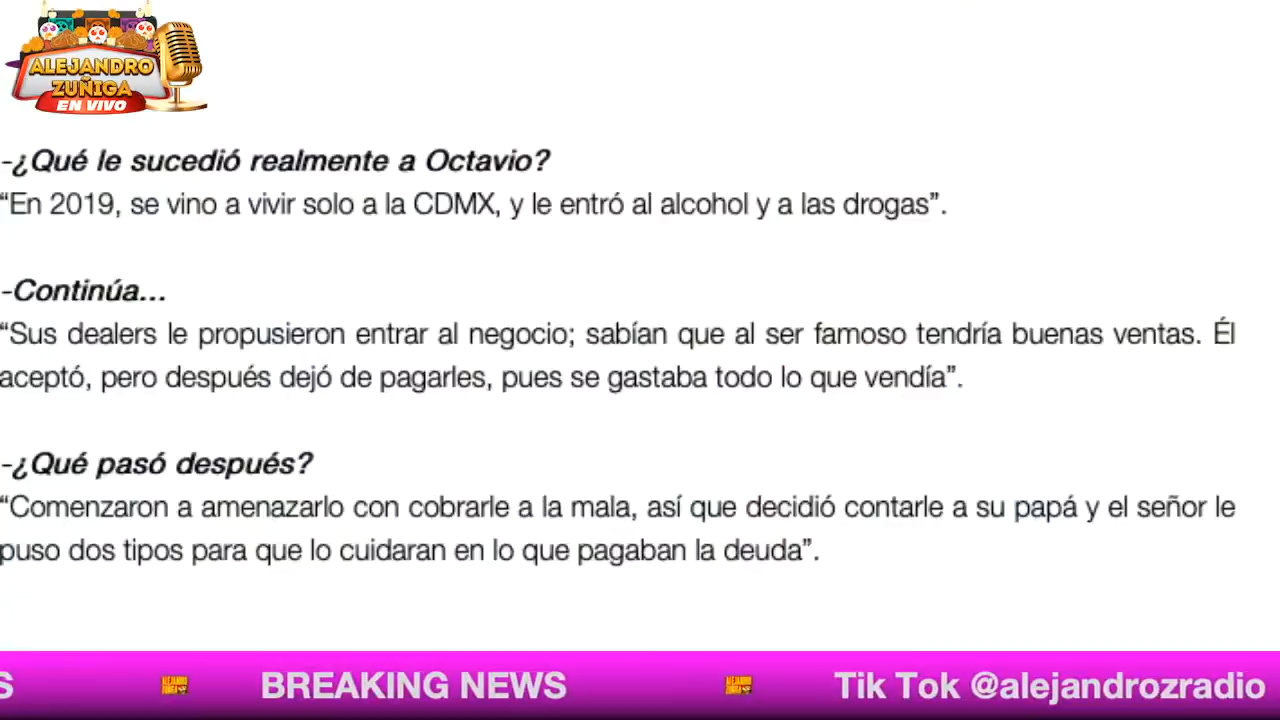 ALEJANDRO
ZUÑIGA
EN VIVO
-¿Qué le sucedió realmente a Octavio?
“En 2019, se vino a vivir solo a la CDMX, y le entró al alcohol y a las drogas”.
-Continúa...
“Sus dealers le propusieron entrar al negocio; sabían que al ser famoso tendría buenas ventas. Él
aceptó, pero después dejó de pagarles, pues se gastaba todo lo que vendía”.
-¿Qué pasó después?
“Comenzaron a amenazarlo con cobrarle a la mala, así que decidió contarle a su papá y el señor le
puso dos tipos para que lo cuidaran en lo que pagaban la deuda”.
S BREAKING NEWS Tik Tok @alejandrozradio